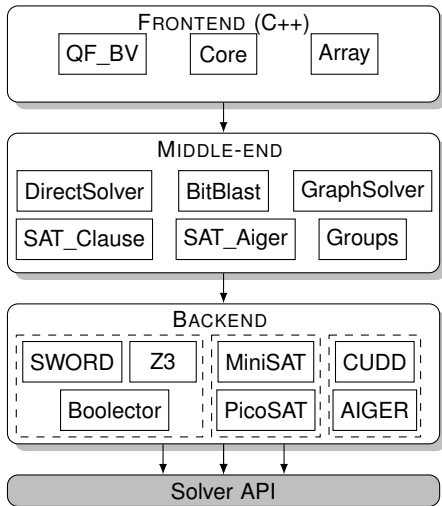 FRONTEND (C++)
QF_BV Core Array
MIDDLE-END
DirectSolver BitBlast GraphSolver
SAT_Clause SAT_Aiger Groups
BACKEND
SWORD Z3 MiniSAT CUDD
Boolector PicoSAT AIGER
Solver API